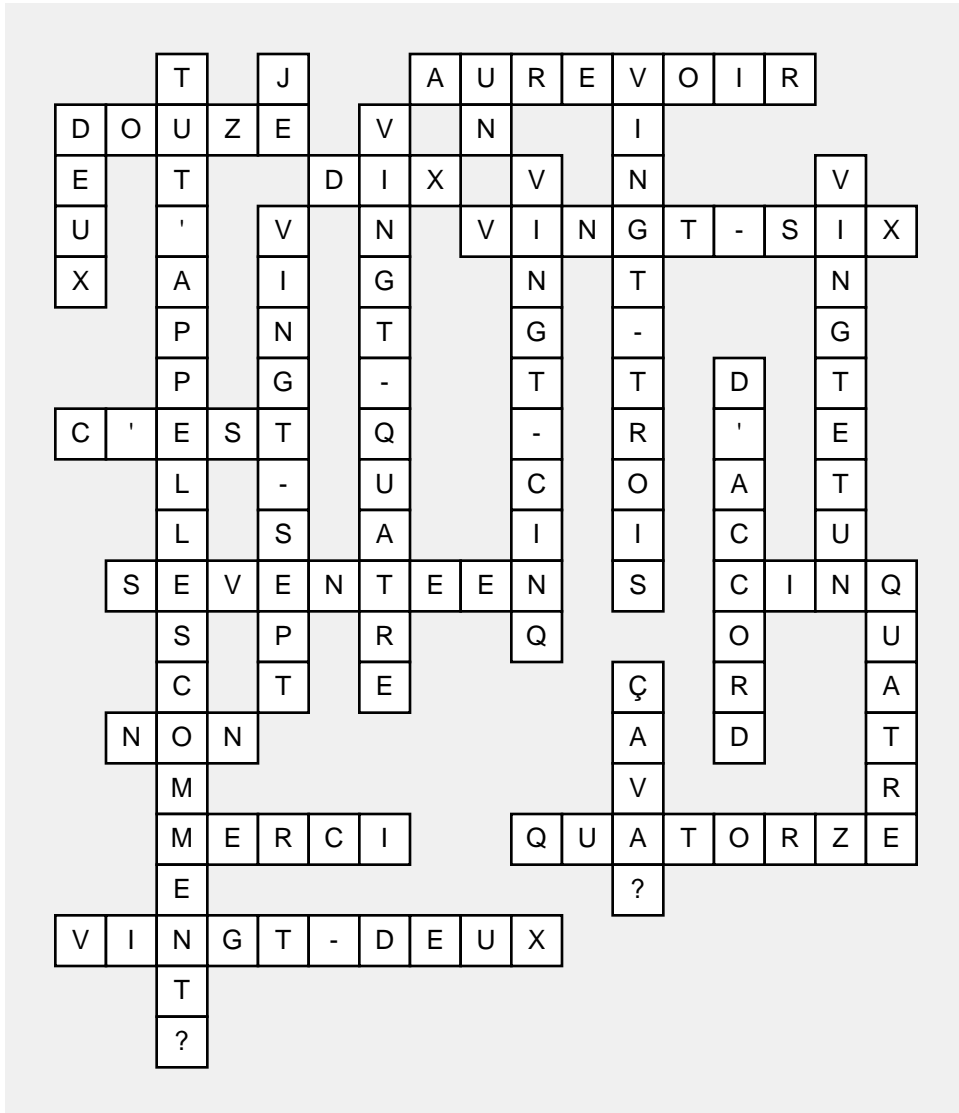 T J A U R E V O I R
D O U Z E V N I
E T D I X V N V
U ' V N V I N G T - S I X
X A I G N T N
P N T G - G
P G - T T D T
C ' E S T Q - R ' E
L - U C O A T
L S A I I C U
S E V E N T E E N S C I N Q
S P R Q O U
C T E Ç R A
N O N A D T
M V R
M E R C I Q U A T O R Z E
E ?
V I N G T - D E U X
T
?